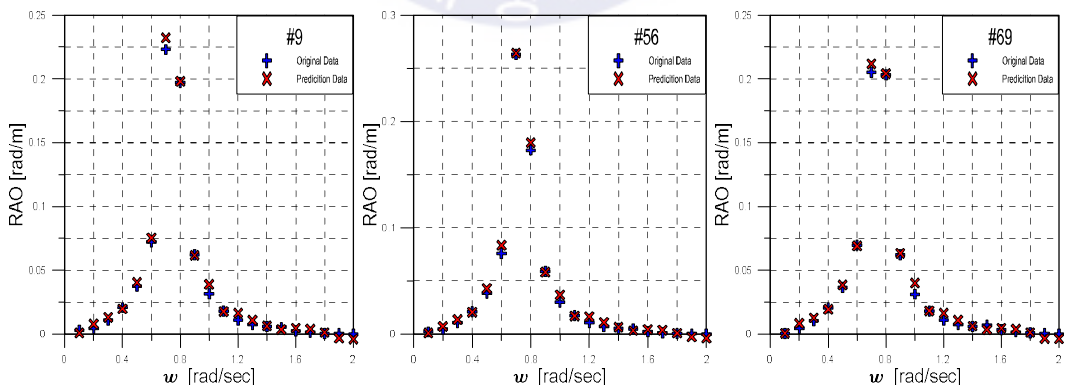 #9
Original Data
Predicition Data
RAO [rad/m]
0.25
0.2
0.15
0.1
0.05
0
0 0.4 0.8 1.2 1.6 2
w [rad/sec]
#56
Original Data
Predicition Data
RAO [rad/m]
0.3
0.2
0.1
0
0 0.4 0.8 1.2 1.6 2
w [rad/sec]
#69
Original Data
Predicition Data
RAO [rad/m]
0.25
0.2
0.15
0.1
0.05
0
0 0.4 0.8 1.2 1.6 2
w [rad/sec]